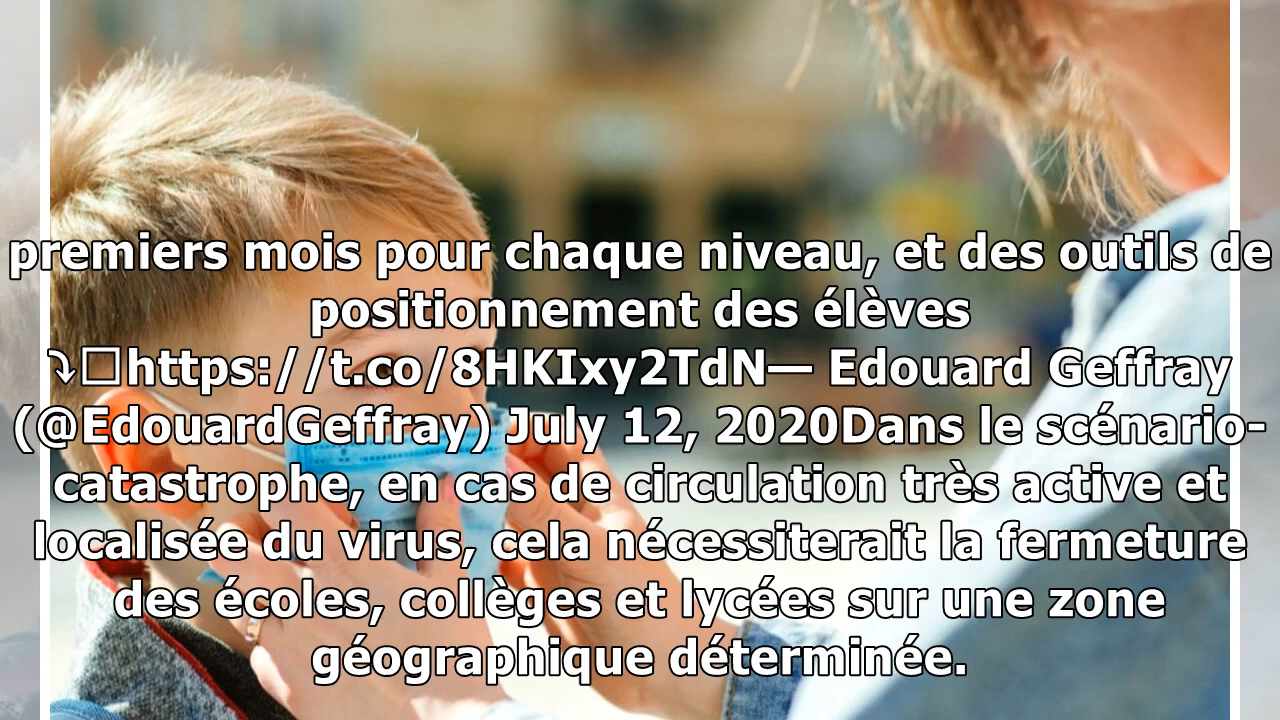 premiers mois pour chaque niveau, et des outils de
positionnement des élèves
⤵□https://t.co/8HKIxy2TdN— Edouard Geffray
(@EdouardGeffray) July 12, 2020Dans le scénario-
catastrophe, en cas de circulation très active et
localisée du virus, cela nécessiterait la fermeture
des écoles, collèges et lycées sur une zone
géographique déterminée.